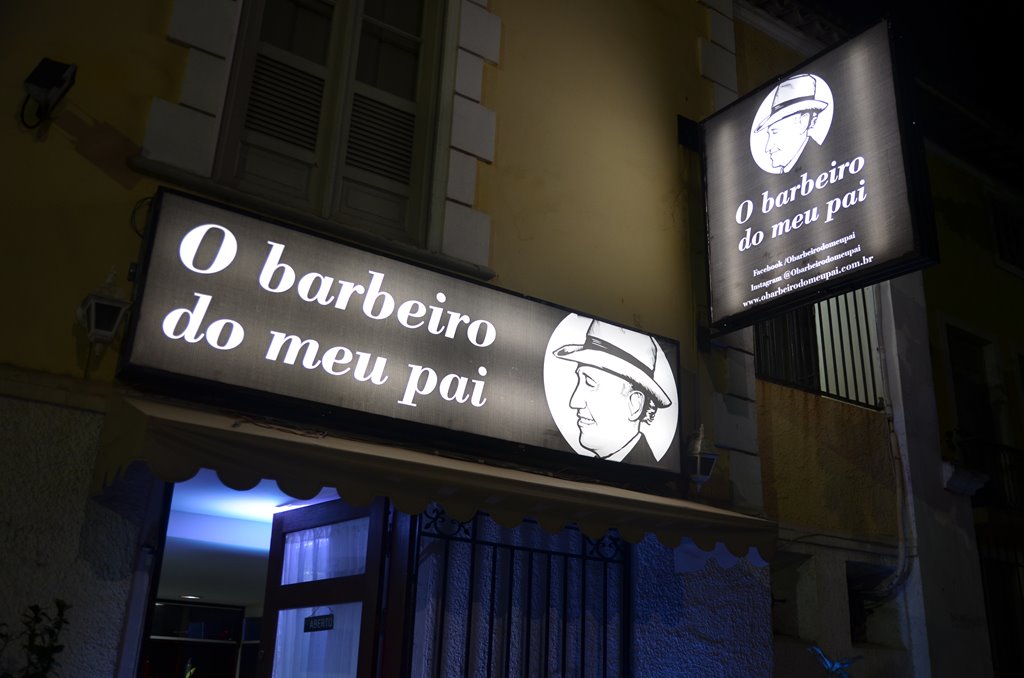 O barbeiro
do meu pai
O barbeiro
do meu pai
Facebook /Obarbeirodomeupai
Instagram @Obarbeirodomeupai
www.obarbeirodomeupai.com.br
ABERTO